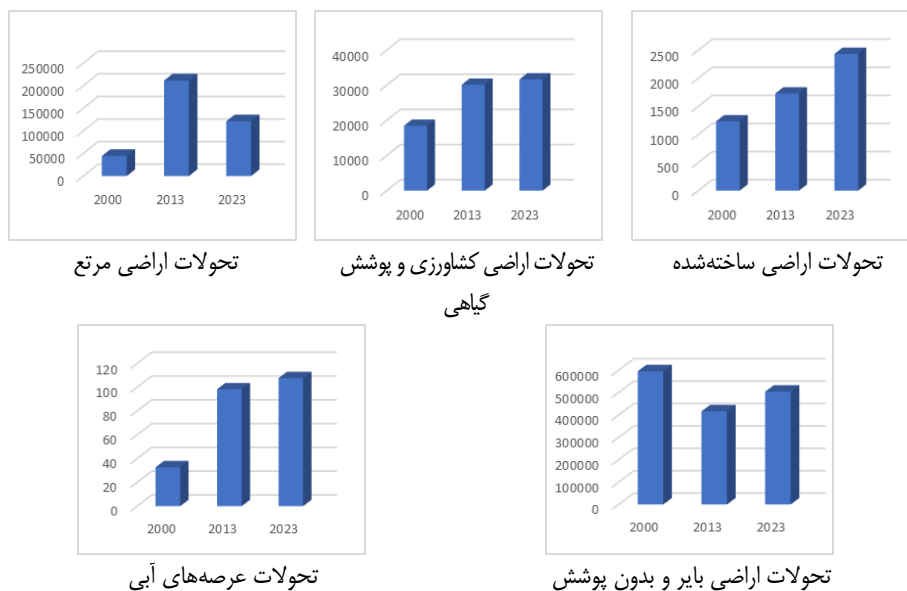 250000
200000
150000
100000
50000
0
2000 2013 2023
تحولات اراضی مرتع
40000
30000
20000
10000
0
2000 2013 2023
تحولات اراضی کشاورزی و پوشش
گیاهی
2500
2000
1500
1000
500
0
2000 2013 2023
تحولات اراضی ساخته‌شده
120
100
80
60
40
20
0
2000 2013 2023
تحولات عرصه‌های آبی
600000
500000
400000
300000
200000
100000
0
2000 2013 2023
تحولات اراضی بایر و بدون پوشش